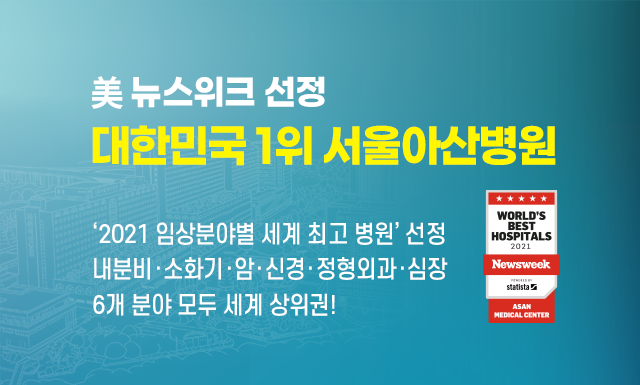 美 뉴스위크 선정
대한민국 1위 서울아산병원
‘2021 임상분야별 세계 최고 병원’ 선정
내분비·소화기·암·신경·정형외과·심장
6개 분야 모두 세계 상위권!
WORLD'S
BEST
HOSPITALS
2021
Newsweek
POWERED BY
statista
ASAN
MEDICAL CENTER